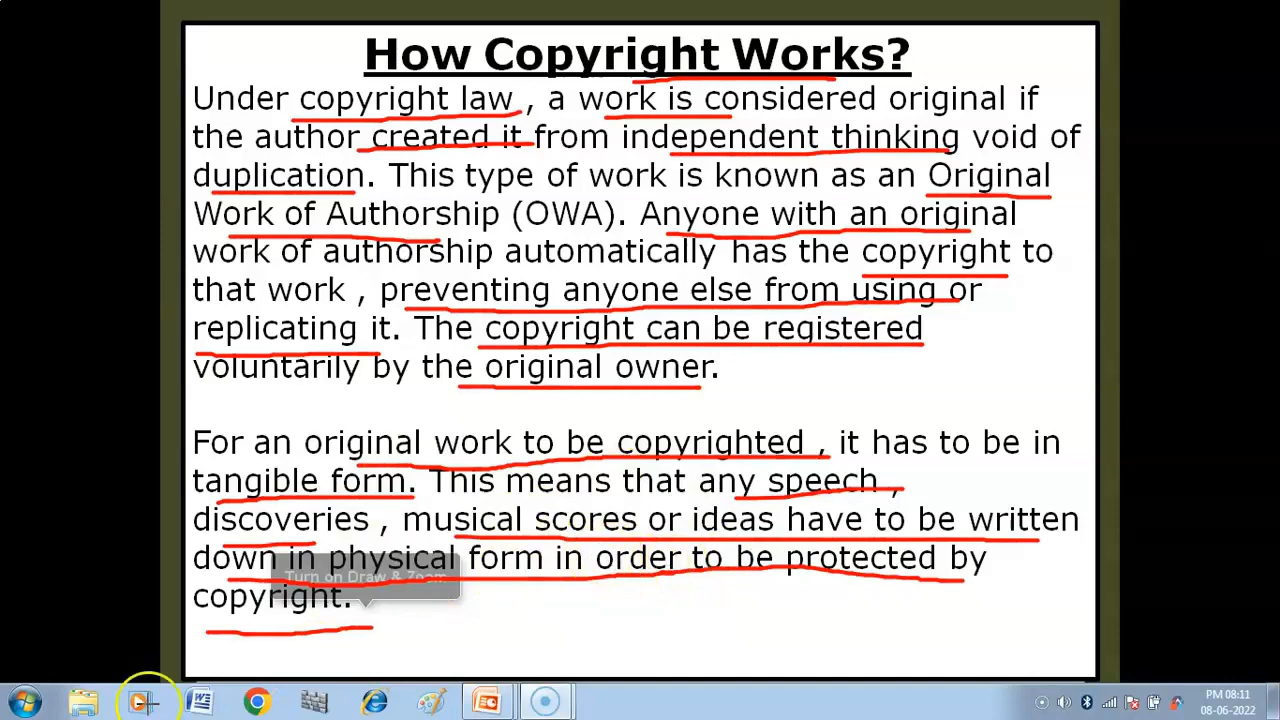 How Copyright Works?
Under copyright law , a work is considered original if
the author created it from independent thinking void of
duplication. This type of work is known as an Original
Work of Authorship (OWA). Anyone with an original
work of authorship automatically has the copyright to
that work , preventing anyone else from using or
replicating it. The copyright can be registered
voluntarily by the original owner.
For an original work to be copyrighted , it has to be in
tangible form. This means that any speech ,
discoveries , musical scores or ideas have to be written
down in physical form in order to be protected by
Turn on Draw & Zoom
copyright.
PM 08:11
08-06-2022